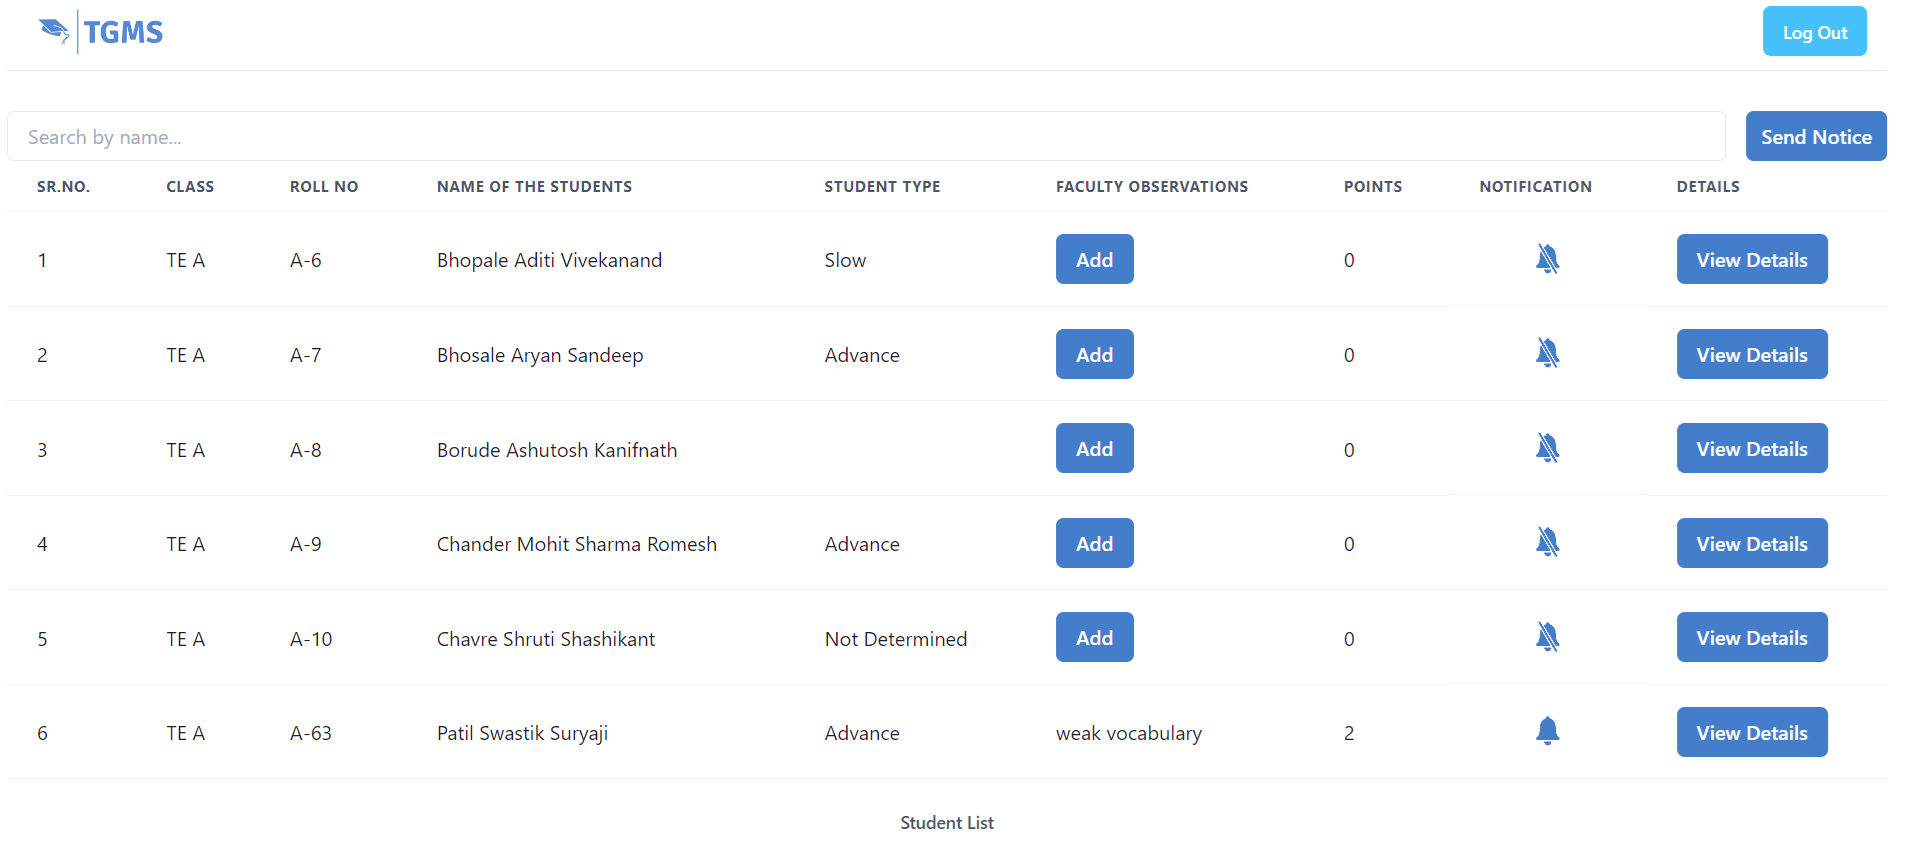 TGMS
Log Out
Search by name...
Send Notice
SR.NO. CLASS ROLL NO NAME OF THE STUDENTS STUDENT TYPE FACULTY OBSERVATIONS POINTS NOTIFICATION DETAILS
1 TE A A-6 Bhopale Aditi Vivekanand Slow Add 0 View Details
2 TE A A-7 Bhosale Aryan Sandeep Advance Add 0 View Details
3 TE A A-8 Borude Ashutosh Kanifnath Add 0 View Details
4 TE A A-9 Chander Mohit Sharma Romesh Advance Add 0 View Details
5 TE A A-10 Chavre Shruti Shashikant Not Determined Add 0 View Details
6 TE A A-63 Patil Swastik Suryaji Advance weak vocabulary 2 View Details
Student List